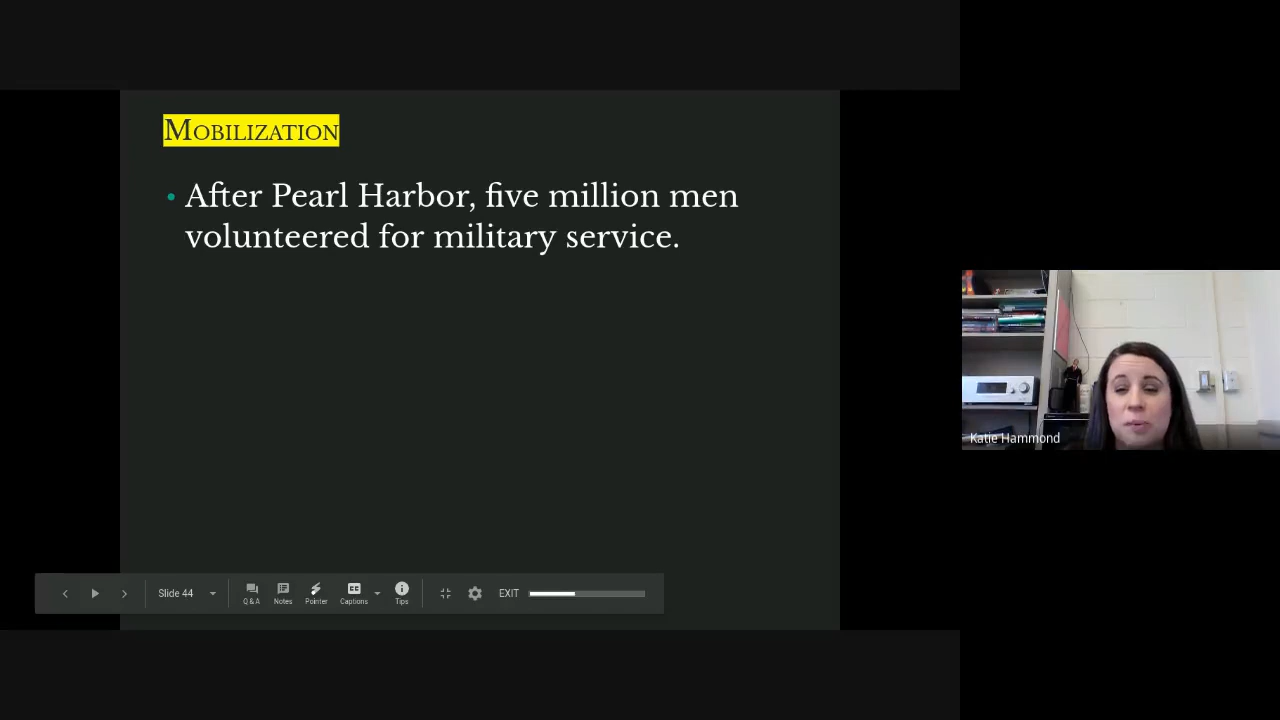 Mobilization
• After Pearl Harbor, five million men
volunteered for military service.
Katie Hammond
Slide 44
Q & A
Notes
Pointer
Captions
Tips
EXIT